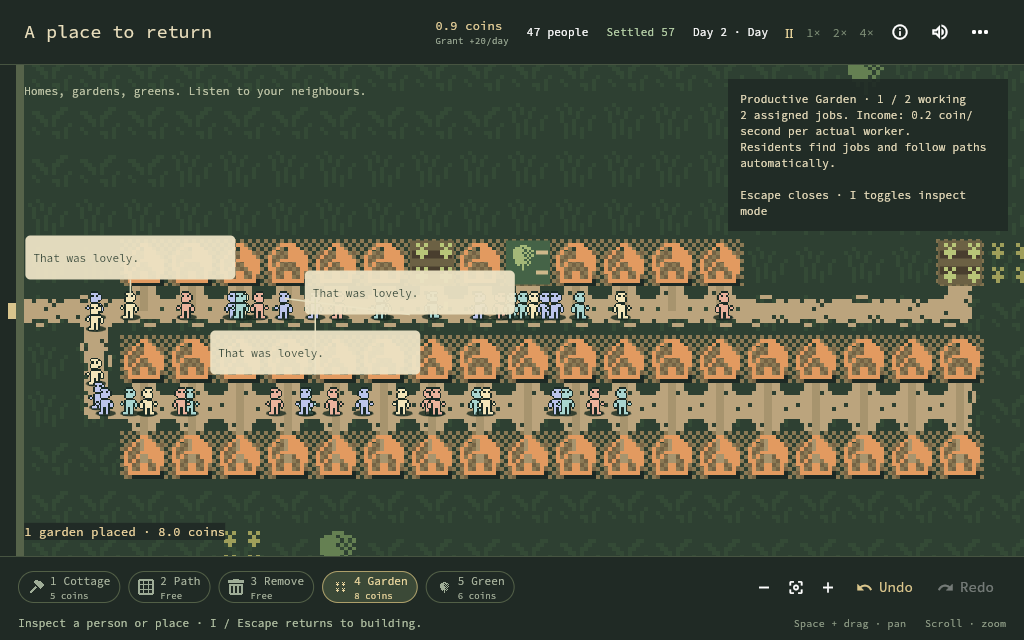 A place to return
0.9 coins
Grant +20/day
47 people
Settled 57
Day 2 · Day
II
1×
2×
4×
Homes, gardens, greens. Listen to your neighbours.
Productive Garden · 1 / 2 working
2 assigned jobs. Income: 0.2 coin/
second per actual worker.
Residents find jobs and follow paths
automatically.
Escape closes · I toggles inspect
mode
That was lovely.
That was lovely.
That was lovely.
1 garden placed · 8.0 coins
1 Cottage
5 coins
2 Path
Free
3 Remove
Free
4 Garden
8 coins
5 Green
6 coins
Undo
Redo
Inspect a person or place · I / Escape returns to building.
Space + drag · pan
Scroll · zoom